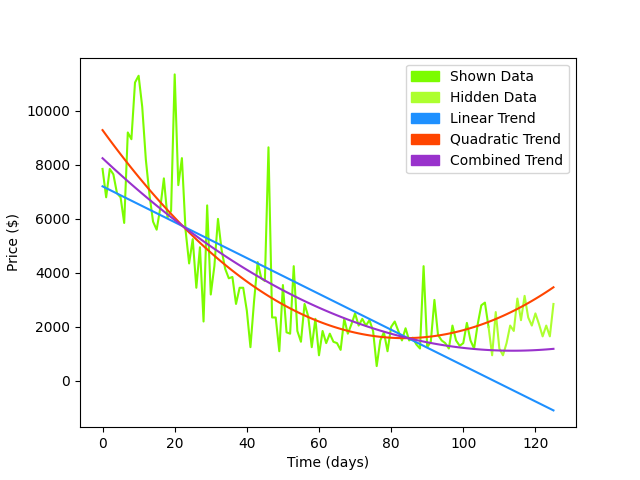 Shown Data
Hidden Data
Linear Trend
Quadratic Trend
Combined Trend
10000
8000
6000
4000
2000
0
Price ($)
0 20 40 60 80 100 120
Time (days)